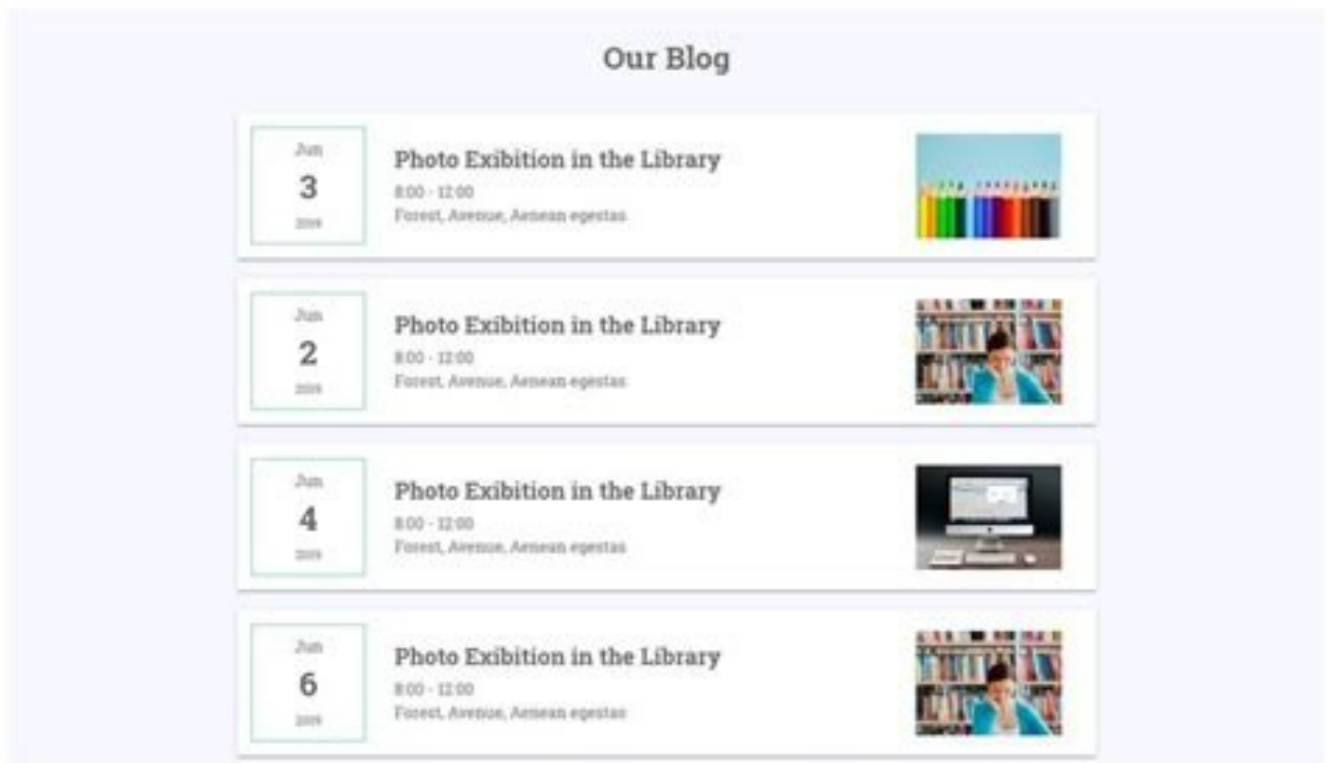 Our Blog
Jun
3
2019
Photo Exibition in the Library
8:00 - 12:00
Forest, Avenue, Aenean egestas
Jun
2
2019
Photo Exibition in the Library
8:00 - 12:00
Forest, Avenue, Aenean egestas
Jun
4
2019
Photo Exibition in the Library
8:00 - 12:00
Forest, Avenue, Aenean egestas
Jun
6
2019
Photo Exibition in the Library
8:00 - 12:00
Forest, Avenue, Aenean egestas